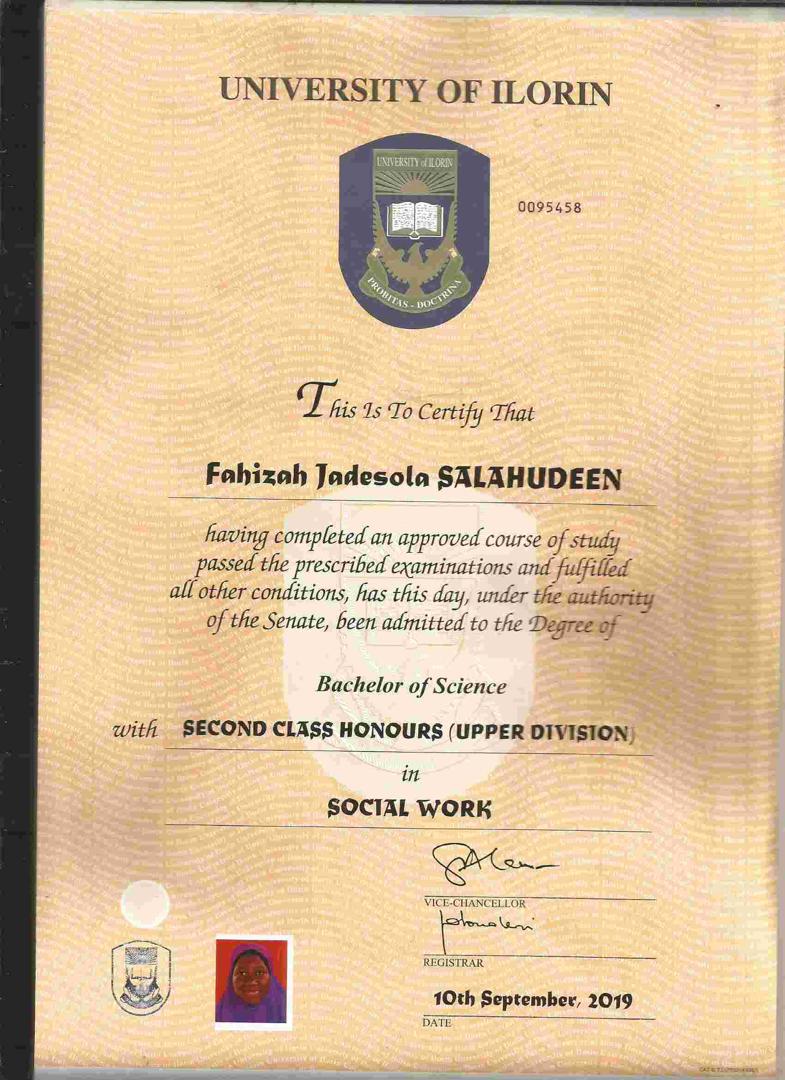 UNIVERSITY OF ILORIN
UNIVERSITY of ILORIN
0095458
PROBITAS - DOCTRINA
This Is To Certify That
Fahizah Jadesola SALAHUDEEN
having completed an approved course of study
passed the prescribed examinations and fulfilled
all other conditions, has this day, under the authority
of the Senate, been admitted to the Degree of
Bachelor of Science
with SECOND CLASS HONOURS (UPPER DIVISION)
in
SOCIAL WORK
VICE-CHANCELLOR
REGISTRAR
10th September, 2019
DATE